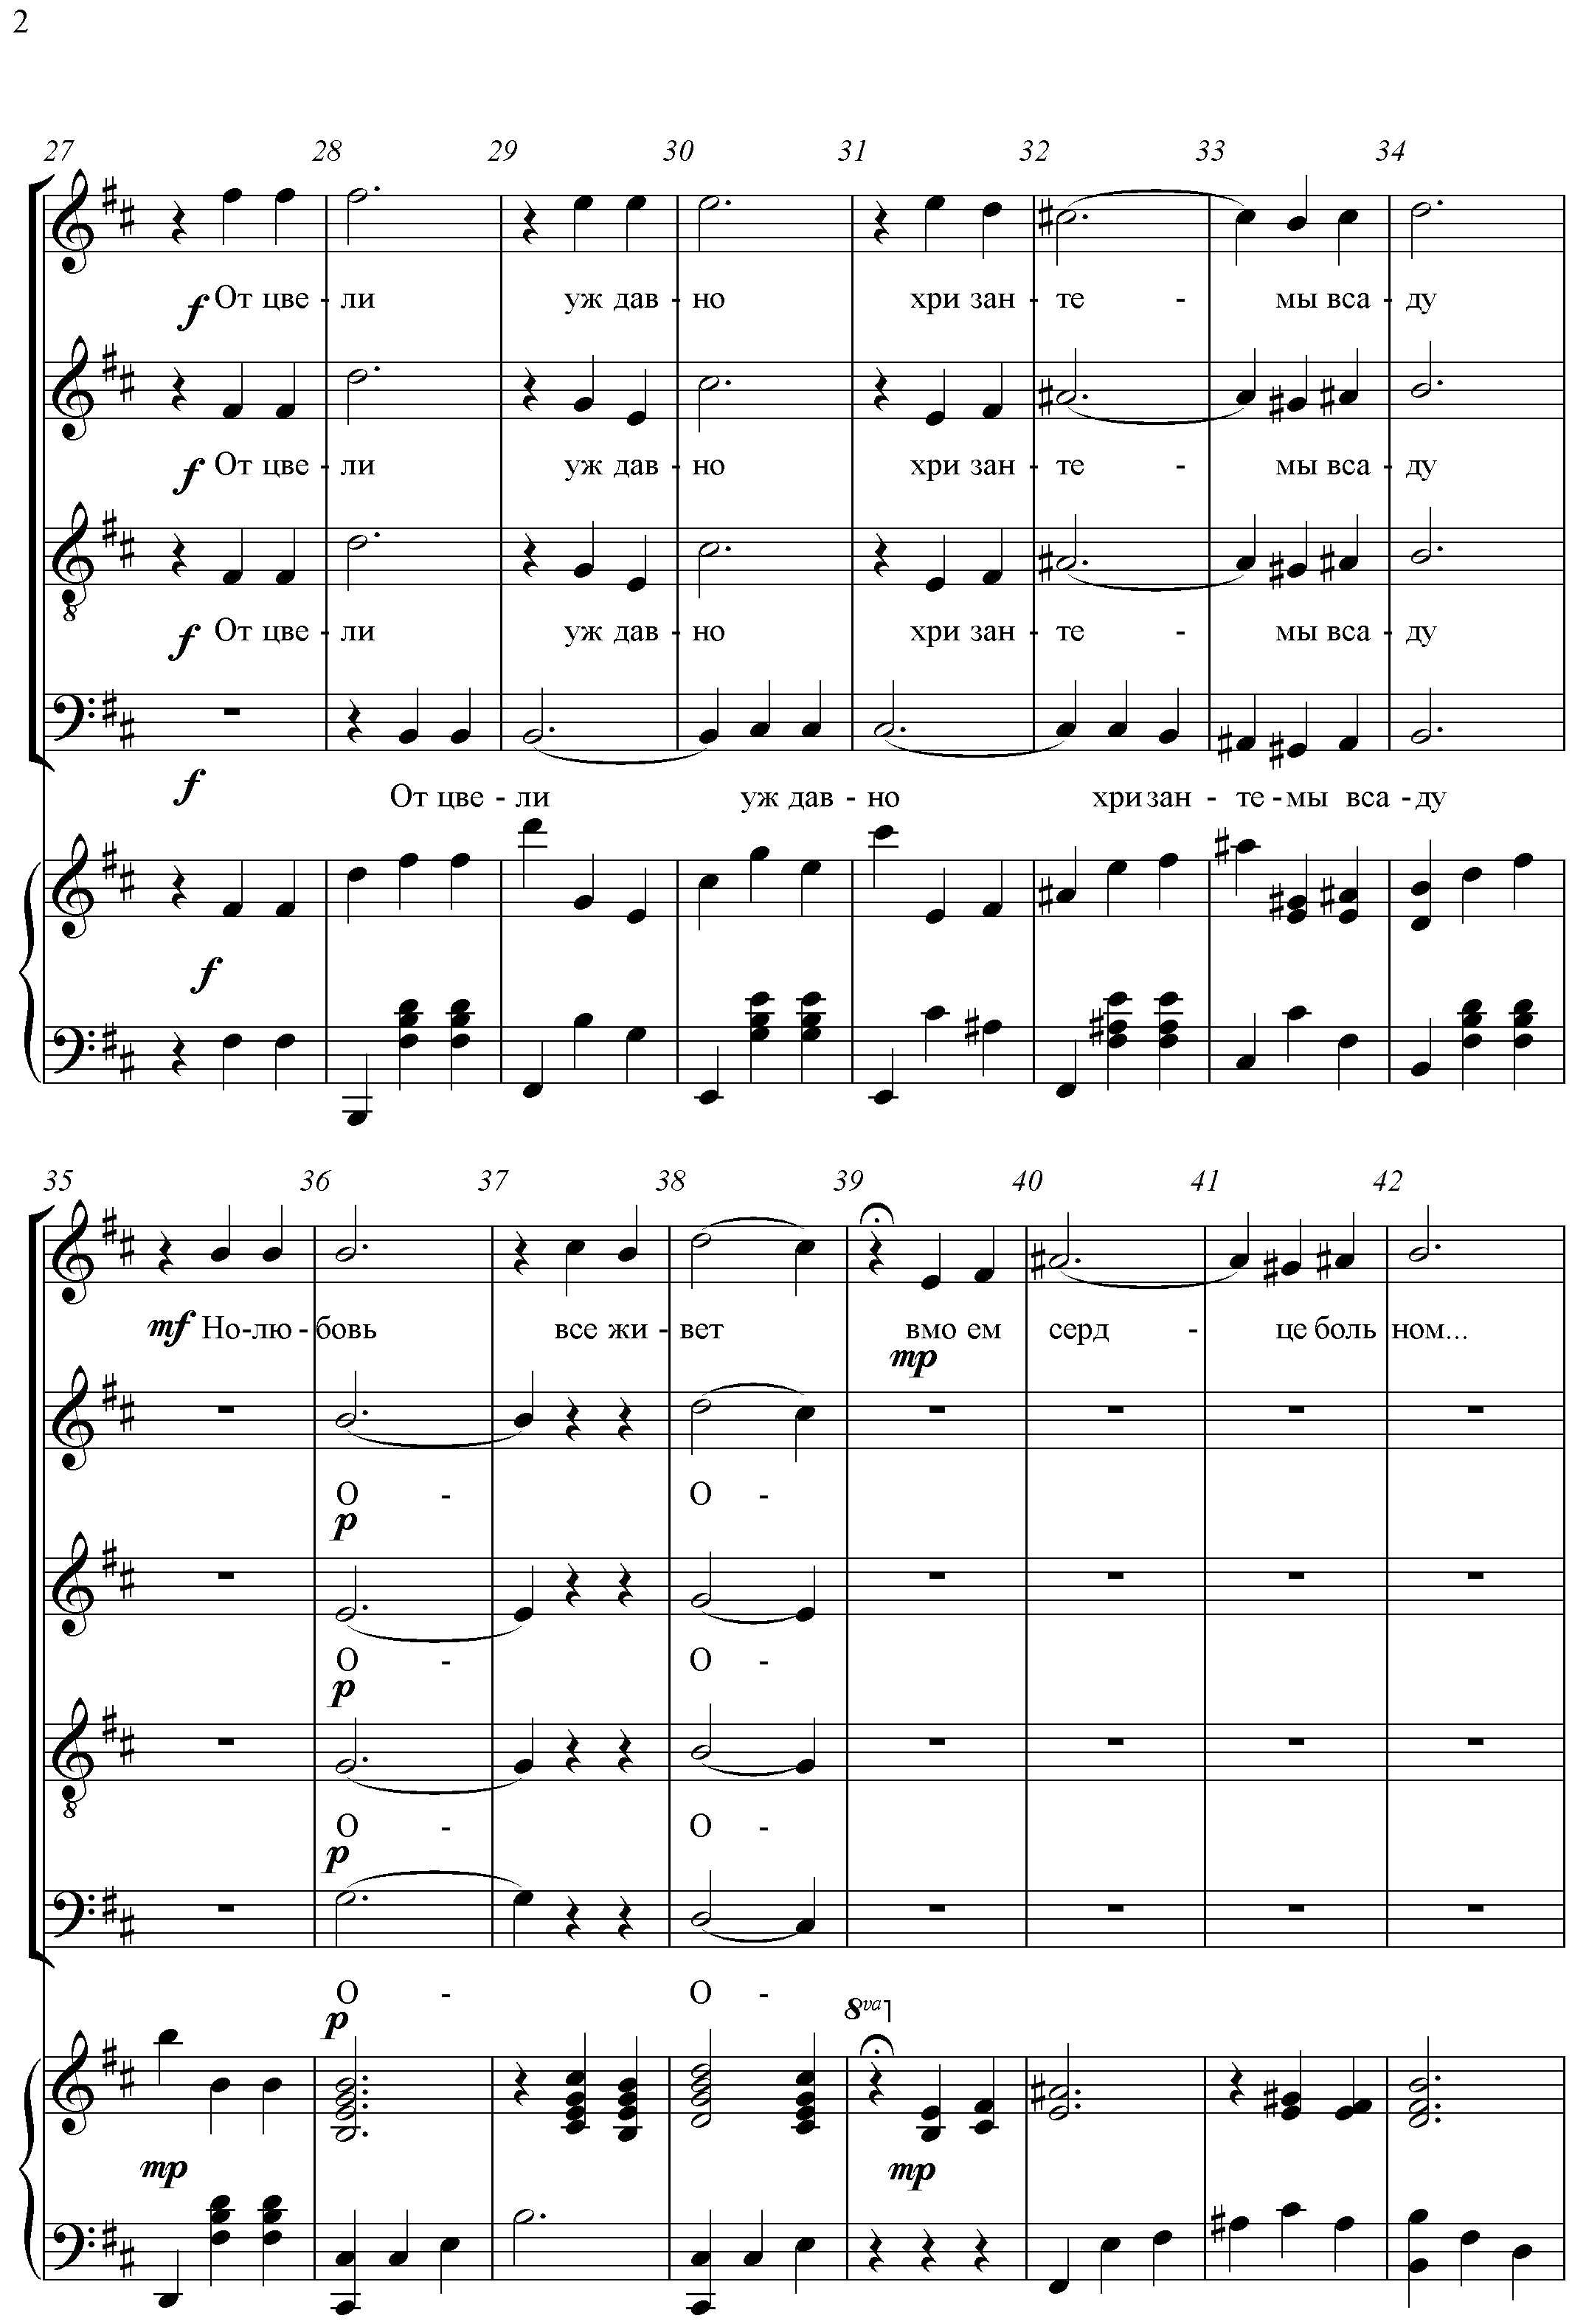 2
27 28 29 30 31 32 33 34
f От цве - ли уж дав - но хри зан - те - мы вса - ду
f От цве - ли уж дав - но хри зан - те - мы вса - ду
f От цве - ли уж дав - но хри зан - те - мы вса - ду
f
От цве - ли уж дав - но хри зан - те - мы вса - ду
f
35 36 37 38 39 40 41 42
mf Но - лю - бовь все жи - вет вмо ем серд - це боль ном...
mp
О - О -
p
О - О -
p
О - О -
p
О - О -
p
8va
mp mp